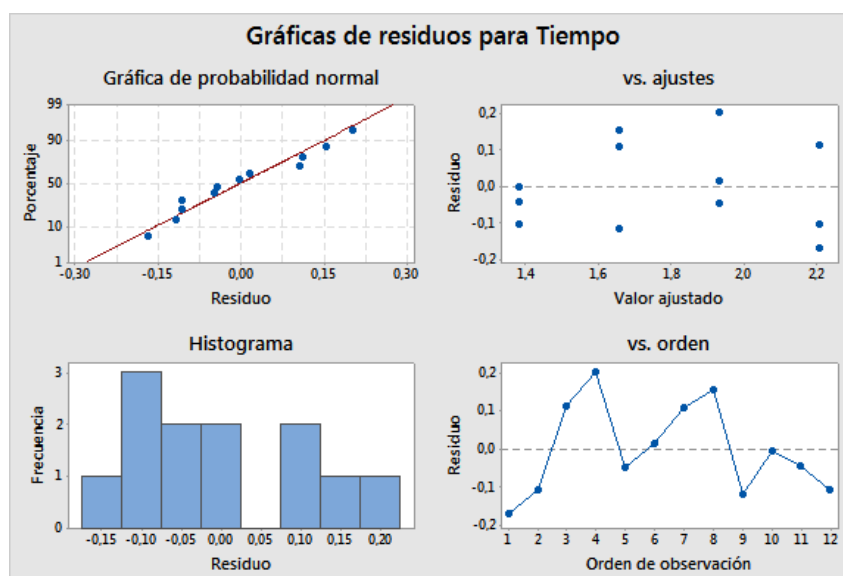 Gráficas de residuos para Tiempo
Gráfica de probabilidad normal
99
90
50
10
1
Porcentaje
-0,30 -0,15 0,00 0,15 0,30
Residuo
vs. ajustes
0,2
0,1
0,0
-0,1
-0,2
Residuo
1,4 1,6 1,8 2,0 2,2
Valor ajustado
Histograma
3
2
1
0
Frecuencia
-0,15 -0,10 -0,05 0,00 0,05 0,10 0,15 0,20
Residuo
vs. orden
0,2
0,1
0,0
-0,1
-0,2
Residuo
1 2 3 4 5 6 7 8 9 10 11 12
Orden de observación